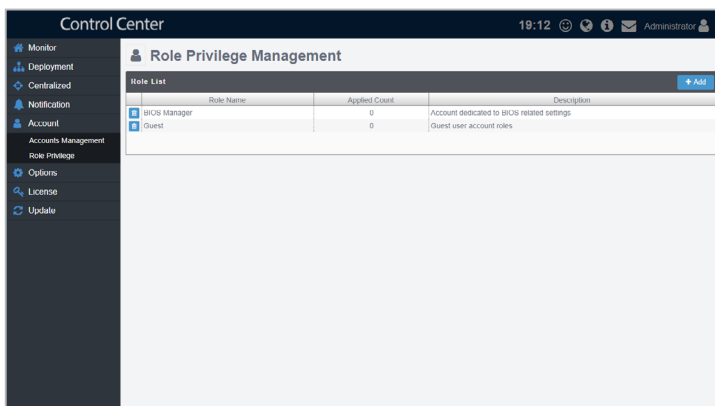 Control Center
19:12 Administrator
Monitor
Deployment
Centralized
Notification
Account
Accounts Management
Role Privilege
Options
License
Update
Role Privilege Management
Role List
+ Add
Role Name Applied Count Description
BIOS Manager 0 Account dedicated to BIOS related settings
Guest 0 Guest user account roles